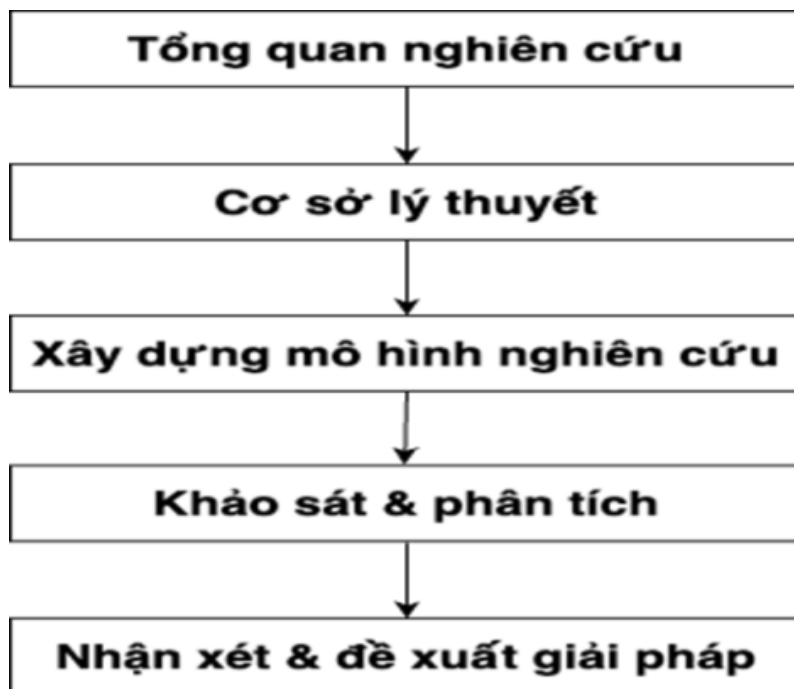 Tổng quan nghiên cứu
Cơ sở lý thuyết
Xây dựng mô hình nghiên cứu
Khảo sát & phân tích
Nhận xét & đề xuất giải pháp